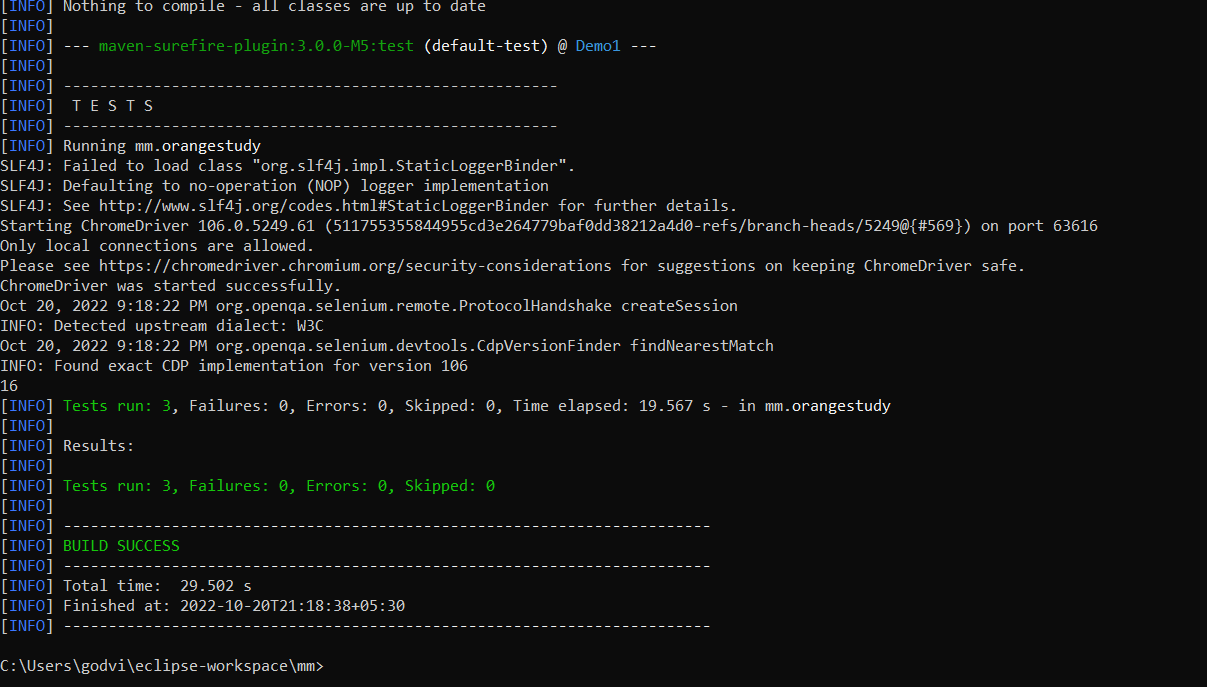 [INFO] Nothing to compile - all classes are up to date
[INFO]
[INFO] --- maven-surefire-plugin:3.0.0-M5:test (default-test) @ Demo1 ---
[INFO]
[INFO] -------------------------------------------------------
[INFO]  T E S T S
[INFO] -------------------------------------------------------
[INFO] Running mm.orangestudy
SLF4J: Failed to load class "org.slf4j.impl.StaticLoggerBinder".
SLF4J: Defaulting to no-operation (NOP) logger implementation
SLF4J: See http://www.slf4j.org/codes.html#StaticLoggerBinder for further details.
Starting ChromeDriver 106.0.5249.61 (511755355844955cd3e264779baf0dd38212a4d0-refs/branch-heads/5249@{#569}) on port 63616
Only local connections are allowed.
Please see https://chromedriver.chromium.org/security-considerations for suggestions on keeping ChromeDriver safe.
ChromeDriver was started successfully.
Oct 20, 2022 9:18:22 PM org.openqa.selenium.remote.ProtocolHandshake createSession
INFO: Detected upstream dialect: W3C
Oct 20, 2022 9:18:22 PM org.openqa.selenium.devtools.CdpVersionFinder findNearestMatch
INFO: Found exact CDP implementation for version 106
16
[INFO] Tests run: 3, Failures: 0, Errors: 0, Skipped: 0, Time elapsed: 19.567 s - in mm.orangestudy
[INFO]
[INFO] Results:
[INFO]
[INFO] Tests run: 3, Failures: 0, Errors: 0, Skipped: 0
[INFO]
[INFO] ------------------------------------------------------------------------
[INFO] BUILD SUCCESS
[INFO] ------------------------------------------------------------------------
[INFO] Total time:  29.502 s
[INFO] Finished at: 2022-10-20T21:18:38+05:30
[INFO] ------------------------------------------------------------------------
C:\Users\godvi\eclipse-workspace\mm>